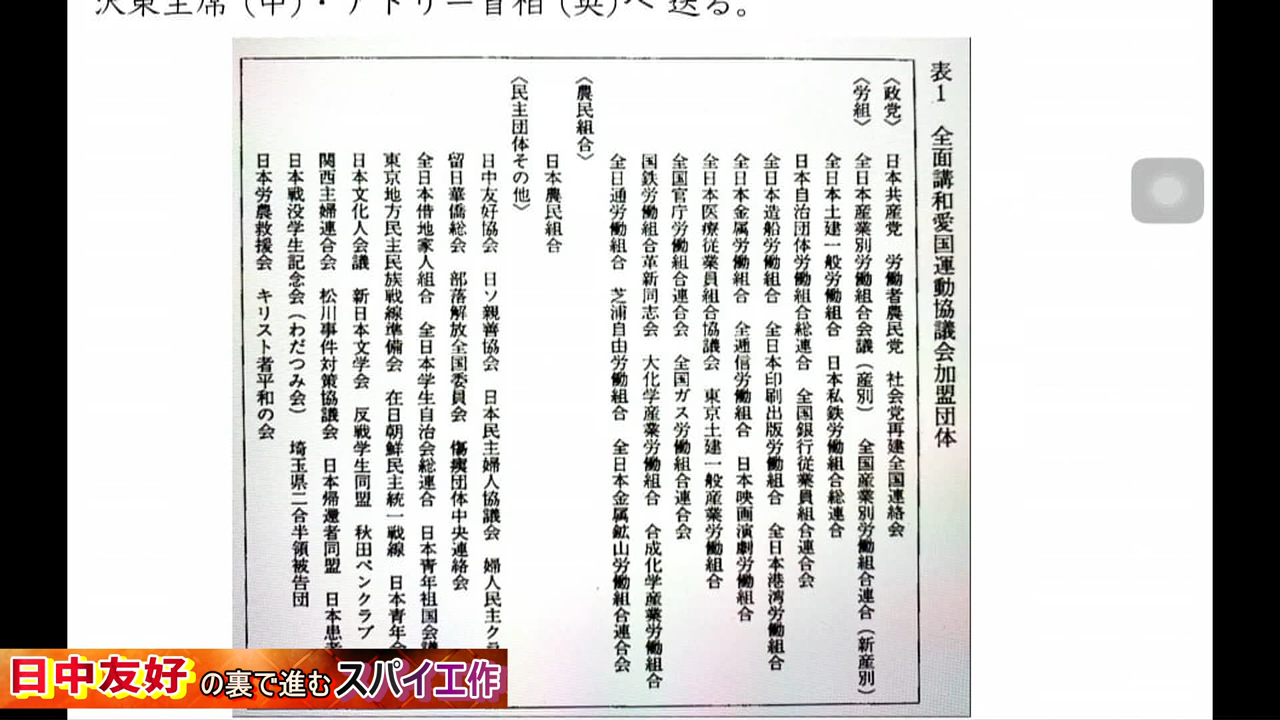 沢東主席(中)・アトリー首相(英)へ送る。
表1 全面講和愛国運動協議会加盟団体
〈政党〉 日本共産党 労働者農民党 社会党再建全国連絡会
〈労組〉 全日本産業別労働組合会議(産別) 全国産業別労働組合連合(新産別)
全日本土建一般労働組合 日本私鉄労働組合総連合
日本自治団体労働組合総連合 全国銀行従業員組合連合会
全日本造船労働組合 全日本印刷出版労働組合 全日本港湾労働組合
全日本金属労働組合 全逓信労働組合 日本映画演劇労働組合
全日本医療従業員組合協議会 東京土建一般産業労働組合
全国官庁労働組合連合会 全国ガス労働組合連合会
国鉄労働組合革新同志会 大化学産業労働組合 合成化学産業労働組合
全日通労働組合 芝浦自由労働組合 全日本金属鉱山労働組合連合会
〈農民組合〉
日本農民組合
〈民主団体その他〉
日中友好協会 日ソ親善協会 日本民主婦人協議会 婦人民主クラ
留日華僑総会 部落解放全国委員会 傷痍団体中央連絡会
全日本借地家人組合 全日本学生自治会総連合 日本青年祖国会議
東京地方民主民族戦線準備会 在日朝鮮民主統一戦線 日本青年会
日本文化人会議 新日本文学会 反戦学生同盟 秋田ペンクラブ
関西主婦連合会 松川事件対策協議会 日本帰還者同盟 日本患者
日本戦没学生記念会(わだつみ会) 埼玉県二合半領被告団
日本労農救援会 キリスト者平和の会
日中友好の裏で進むスパイ工作